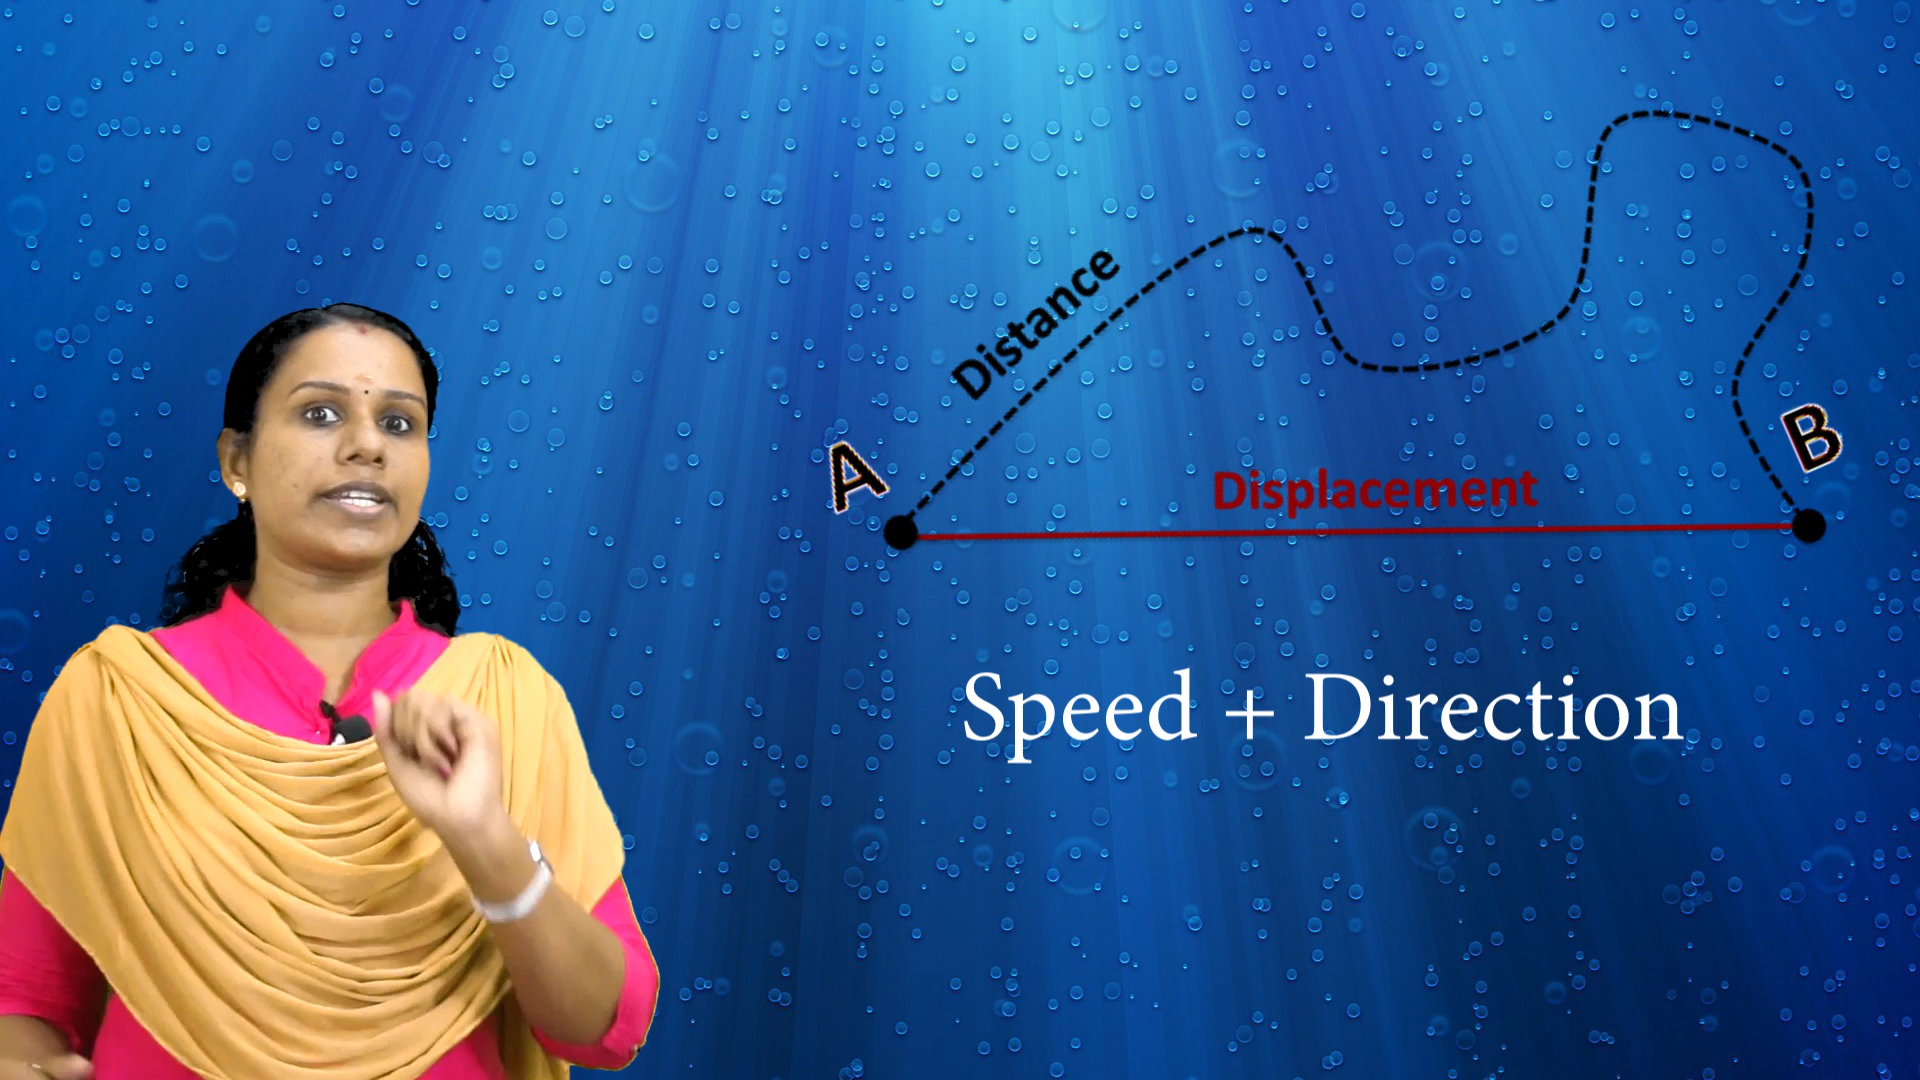 Distance
A
B
Displacement
Speed + Direction